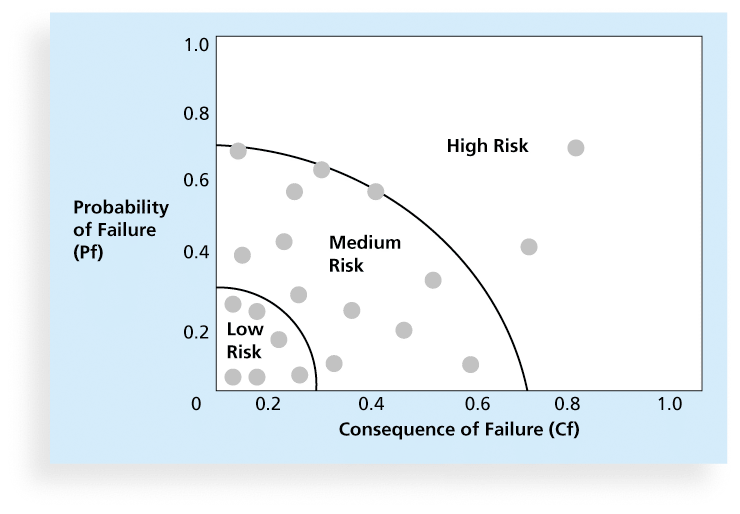 1.0
0.8
High Risk
0.6
Probability
of Failure
(Pf)
Medium
Risk
0.4
0.2
Low
Risk
0
0.2
0.4
0.6
0.8
1.0
Consequence of Failure (Cf)